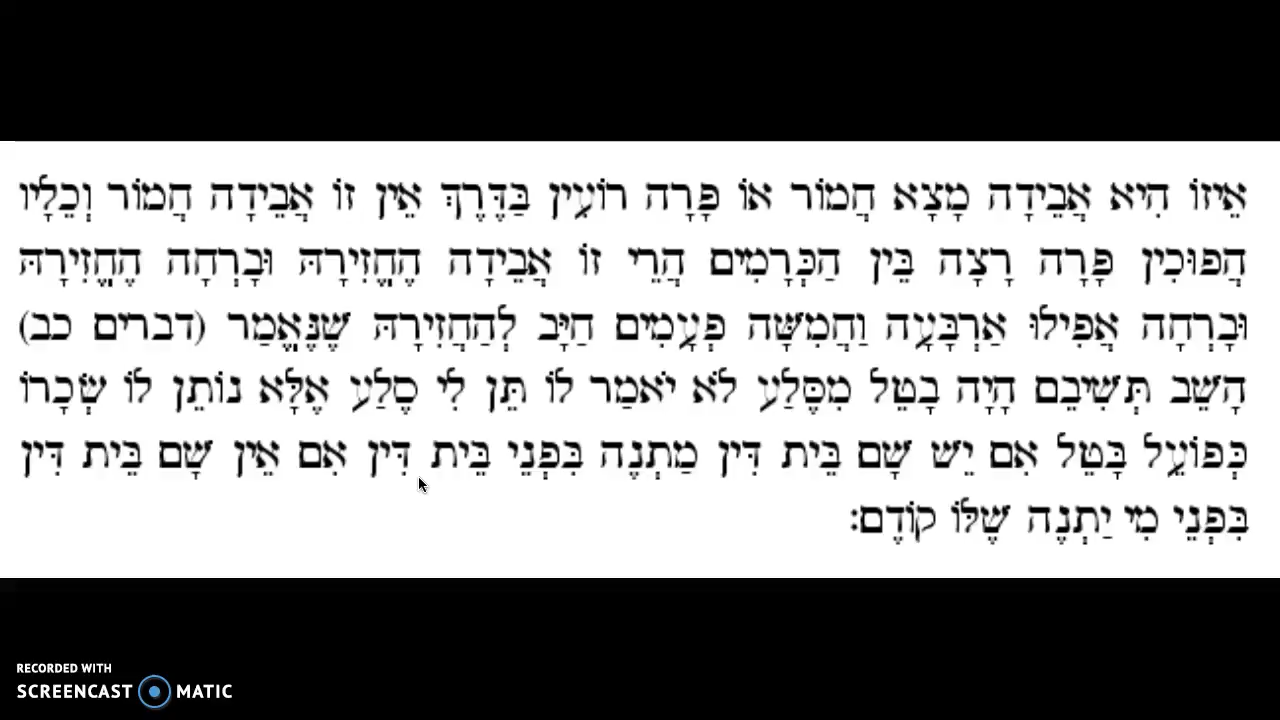 אֵיזוֹ הִיא אֲבֵידָה מָצָא חֲמוֹר אוֹ פָּרָה רוֹעִין בַּדֶּרֶךְ אֵין זוֹ אֲבֵידָה חֲמוֹר וְכֵלָיו
הֲפוּכִין פָּרָה רָצָה בֵּין הַכְּרָמִים הֲרֵי זוֹ אֲבֵידָה הֶחֱזִירָהּ וּבָרְחָה הֶחֱזִירָהּ
וּבָרְחָה אֲפִילּוּ אַרְבָּעָה וַחֲמִשָּׁה פְּעָמִים חַיָּב לְהַחֲזִירָהּ שֶׁנֶּאֱמַר (דברים כב)
הָשֵׁב תְּשִׁיבֵם הָיָה בָטֵל מִסֶּלַע לֹא יֹאמַר לוֹ תֵּן לִי סֶלַע אֶלָּא נוֹתֵן לוֹ שְׂכָרוֹ
כְּפוֹעֵל בָּטֵל אִם יֵשׁ שָׁם בֵּית דִּין מַתְנֶה בִּפְנֵי בֵּית דִּין אִם אֵין שָׁם בֵּית דִּין
בִּפְנֵי מִי יַתְנֶה שֶׁלּוֹ קוֹדֶם:
RECORDED WITH
SCREENCAST MATIC